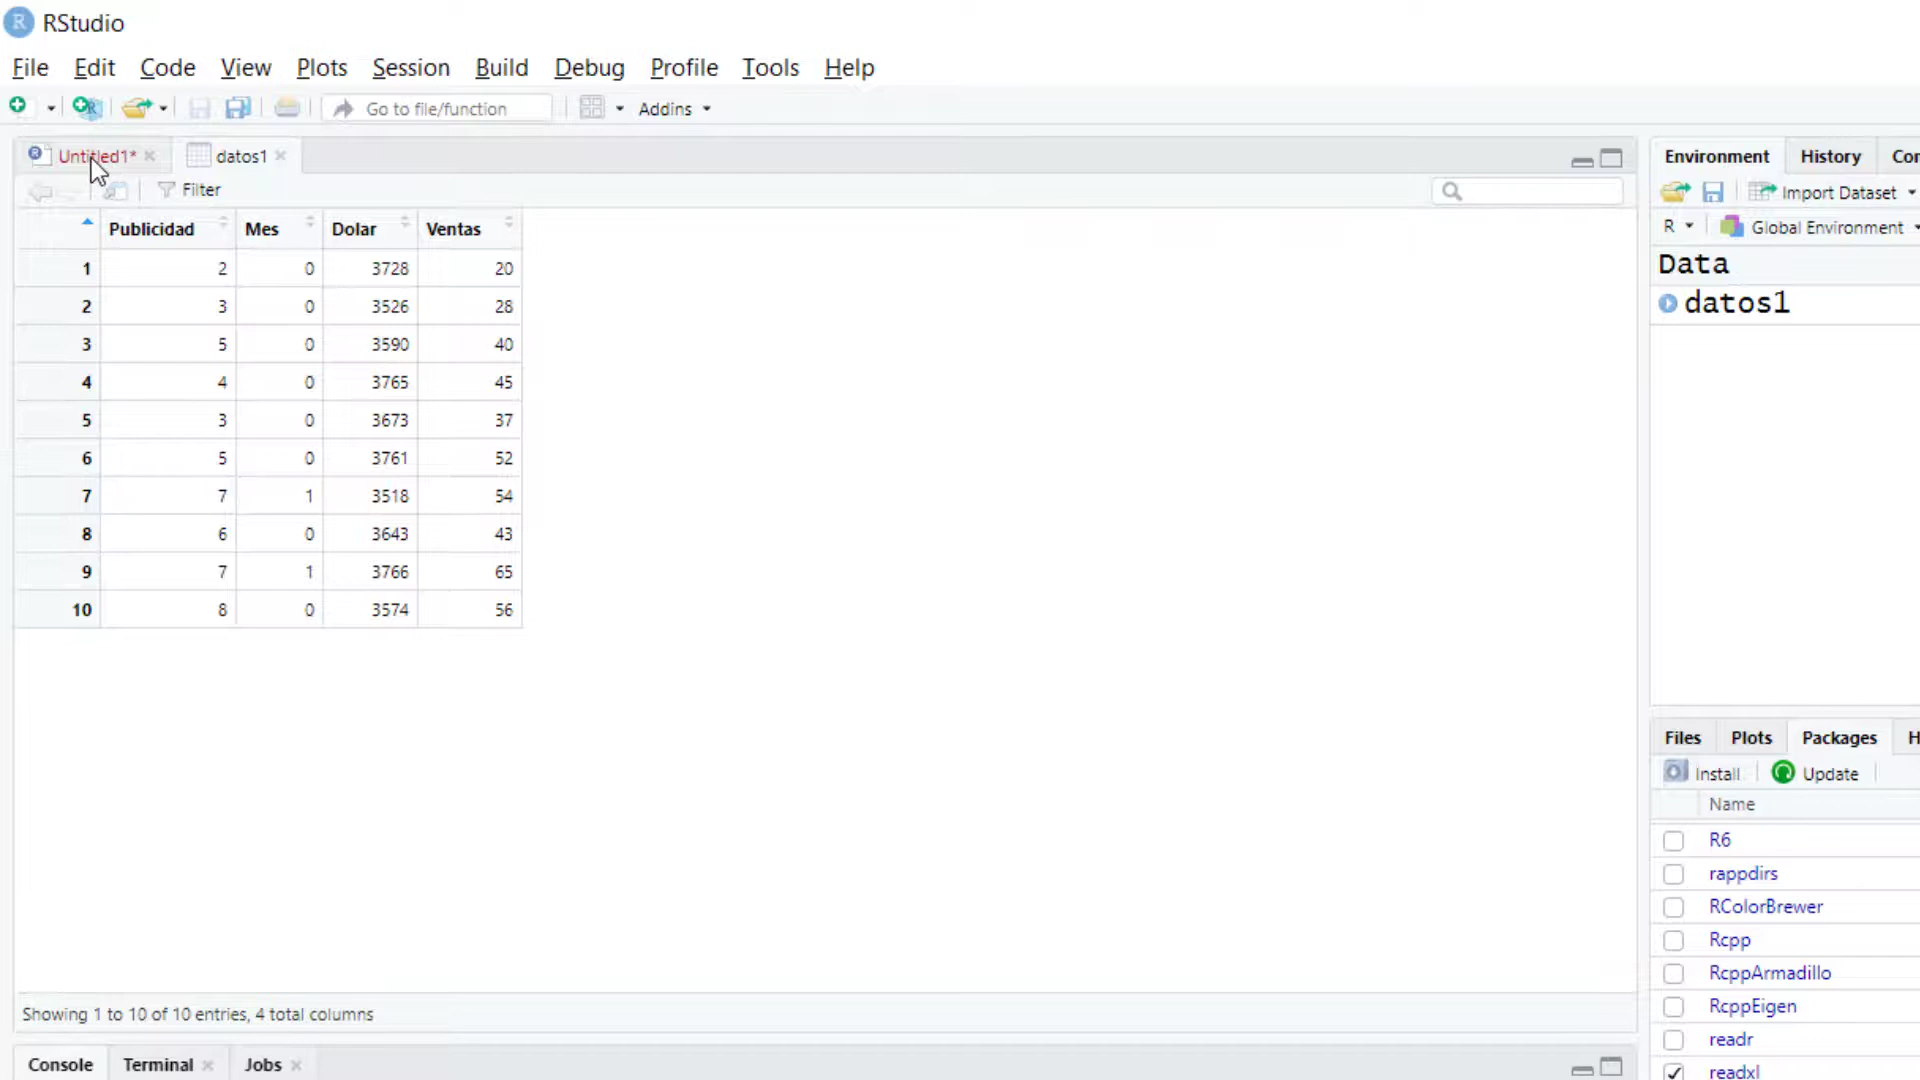 RStudio
File Edit Code View Plots Session Build Debug Profile Tools Help
Go to file/function Addins
Untitled1* datos1
Filter
Publicidad Mes Dolar Ventas
1 2 0 3728 20
2 3 0 3526 28
3 5 0 3590 40
4 4 0 3765 45
5 3 0 3673 37
6 5 0 3761 52
7 7 1 3518 54
8 6 0 3643 43
9 7 1 3766 65
10 8 0 3574 56
Showing 1 to 10 of 10 entries, 4 total columns
Console Terminal Jobs
Environment History Con
Import Dataset
R Global Environment
Data
datos1
Files Plots Packages H
Install Update
Name
R6
rappdirs
RColorBrewer
Rcpp
RcppArmadillo
RcppEigen
readr
readxl